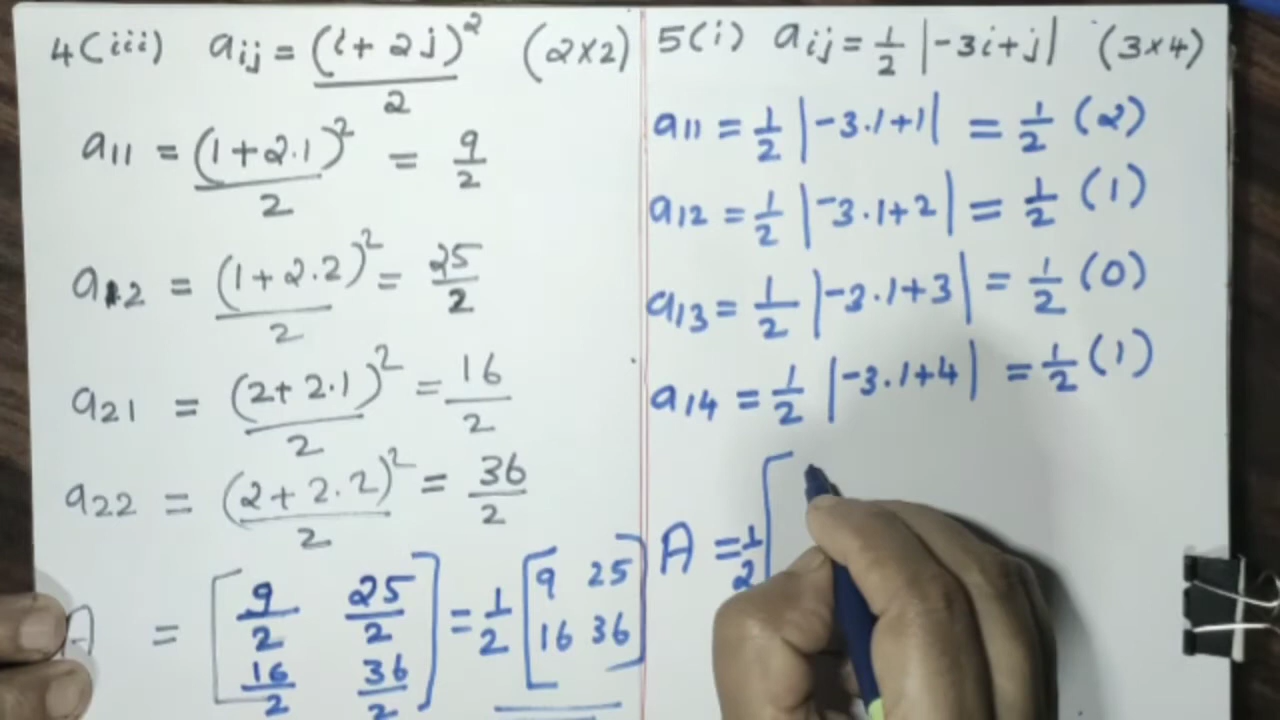 4(iii) aij = (i+2j)²/2 (2×2)
a11 = (1+2.1)²/2 = 9/2
a12 = (1+2.2)²/2 = 25/2
a21 = (2+2.1)²/2 = 16/2
a22 = (2+2.2)²/2 = 36/2
A = [9/2 25/2
16/2 36/2] = 1/2 [9 25
16 36]
5(i) aij = 1/2 |-3i+j| (3×4)
a11 = 1/2 |-3.1+1| = 1/2 (2)
a12 = 1/2 |-3.1+2| = 1/2 (1)
a13 = 1/2 |-3.1+3| = 1/2 (0)
a14 = 1/2 |-3.1+4| = 1/2 (1)
A = 1/2 [